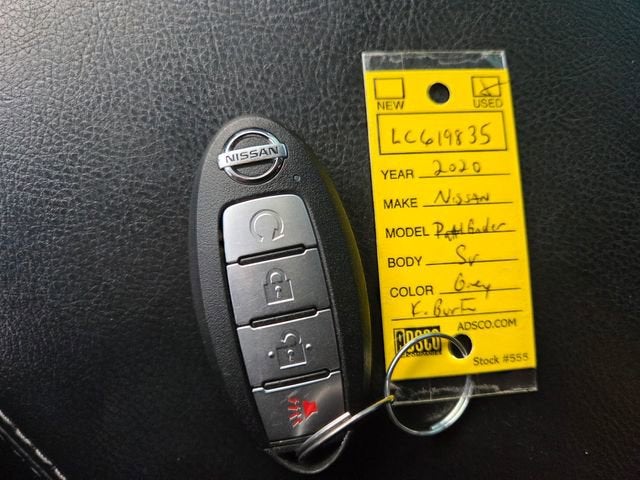 NISSAN
NEW
USED
LC619835
YEAR 2020
MAKE Nissan
MODEL Pathfinder
BODY SV
COLOR Grey
K. Burt
ADSCO
ADSCO.COM
Stock #555